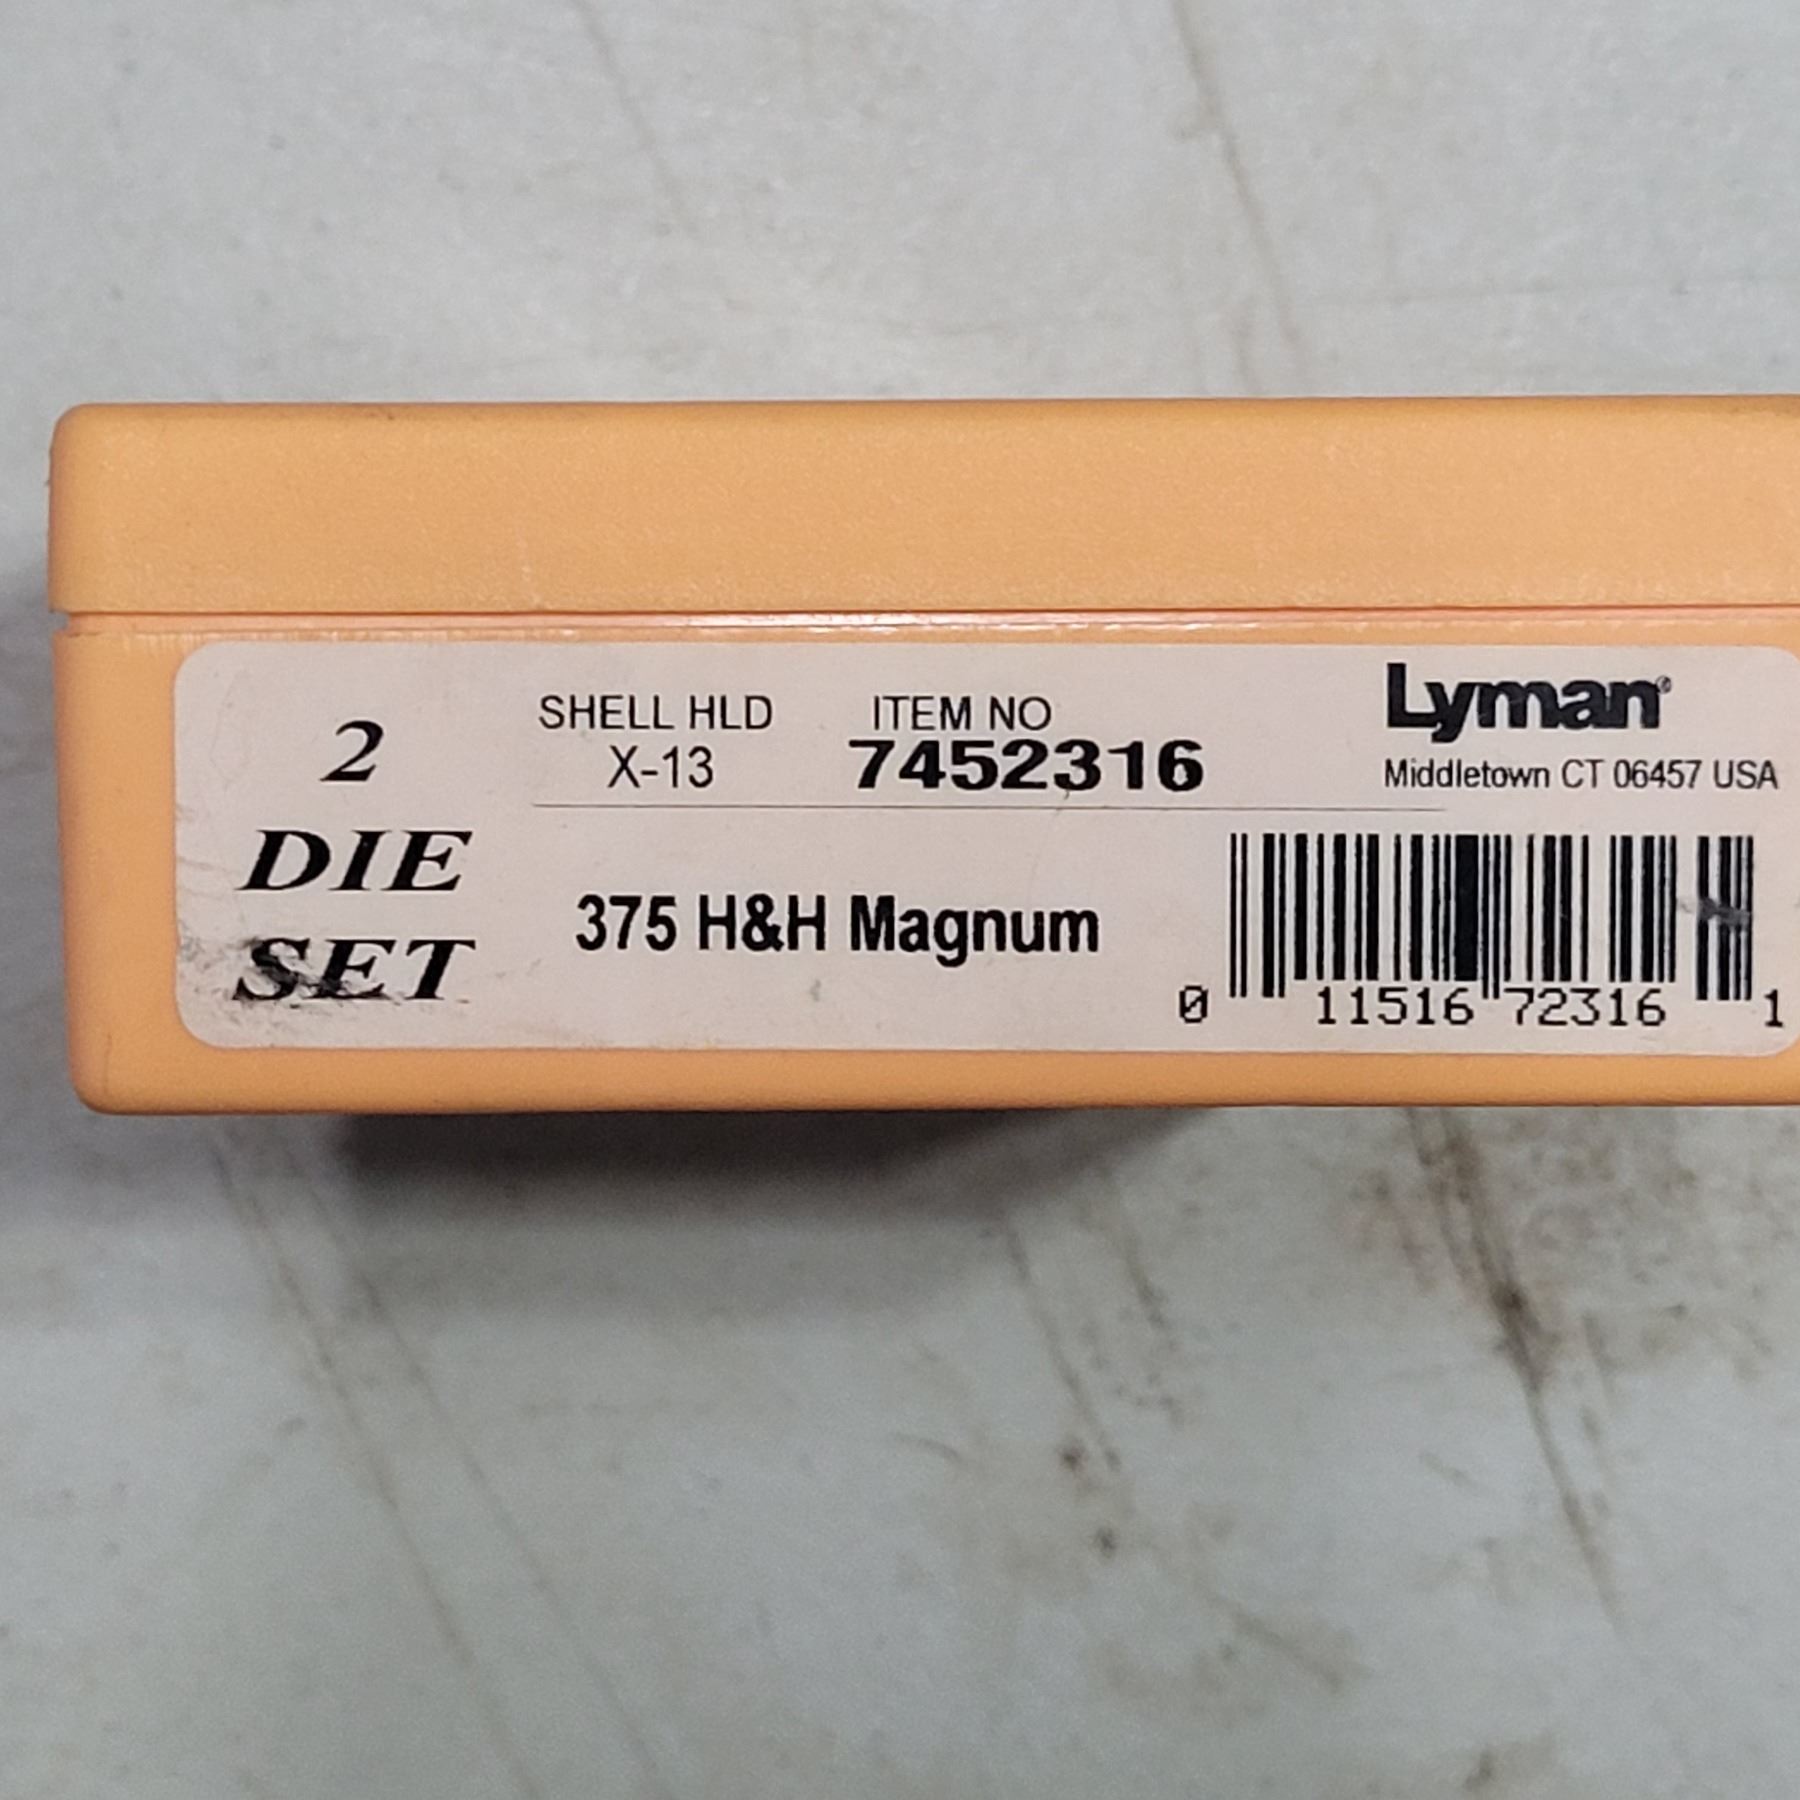 2
DIE
SET
SHELL HLD
X-13
ITEM NO
7452316
Lyman®
Middletown CT 06457 USA
375 H&H Magnum
0 11516 72316 1